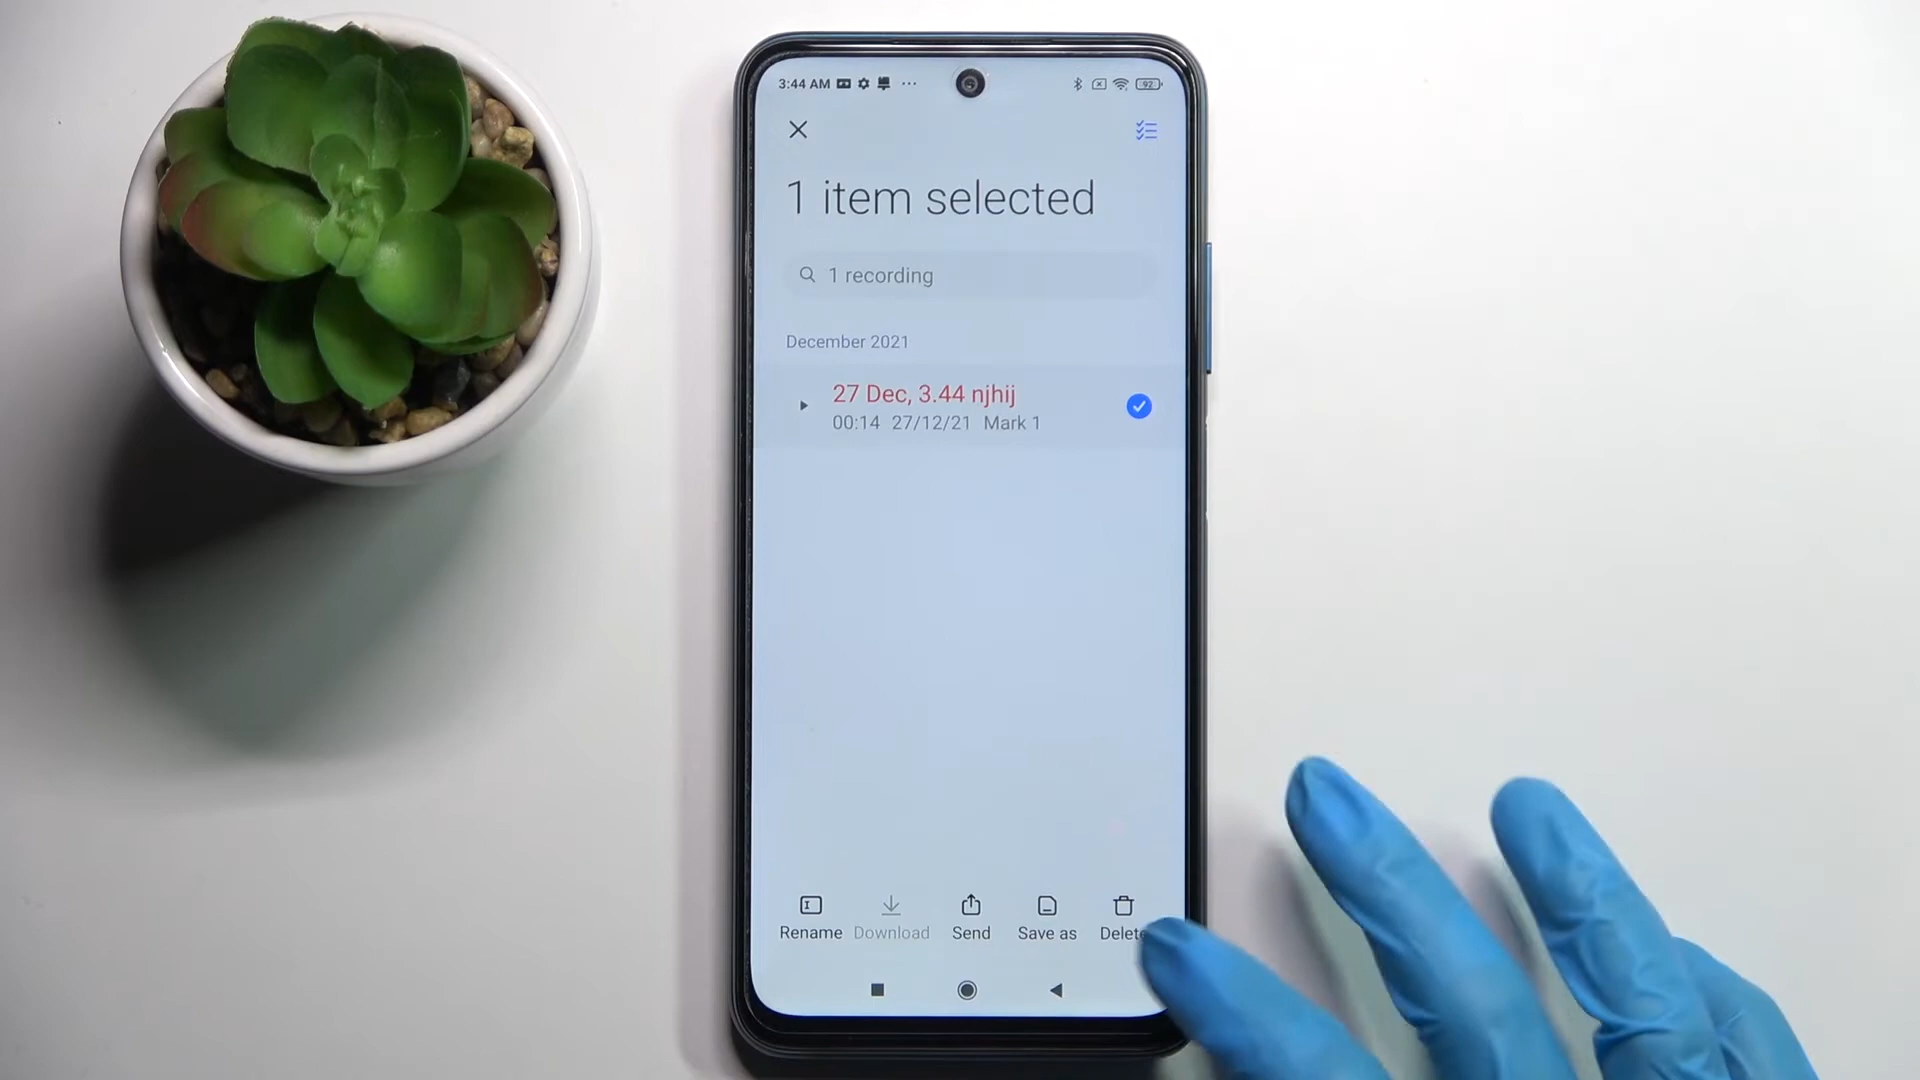 3:44 AM
92
1 item selected
1 recording
December 2021
27 Dec, 3.44 njhij
00:14 27/12/21 Mark 1
Rename Download Send Save as Delete